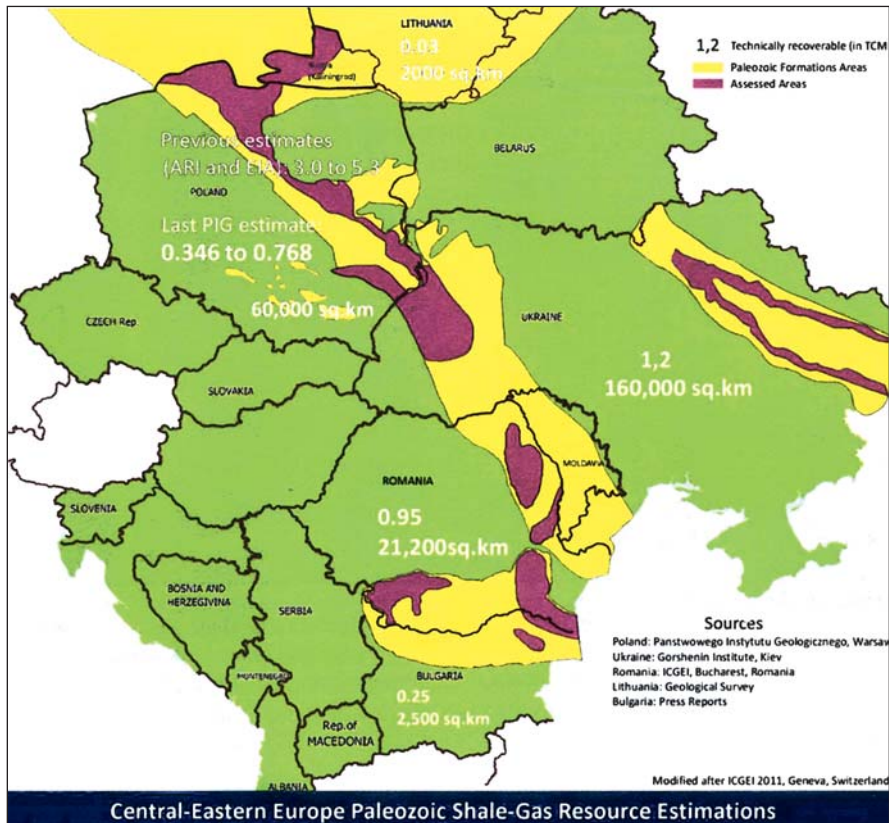 LITHUANIA
0.03
2000 sq.km
(Kaliningrad)
1,2 Technically recoverable (in TCM
Paleozoic Formations Areas
Assessed Areas
BELARUS
Previous estimates
(ARI and EIA): 3.0 to 5.3
POLAND
Last PIG estimate:
0.346 to 0.768
60,000 sq.km
CZECH Rep.
UKRAINE
1,2
160,000 sq.km
SLOVAKIA
MOLDAVIA
ROMANIA
0.95
21,200sq.km
SLOVENIA
BOSNIA AND
HERZEGIVINA
SERBIA
MONTENEGRO
BULGARIA
0.25
2,500 sq.km
Rep.of
MACEDONIA
ALBANIA
Sources
Poland: Panstwowego Instytutu Geologicznego, Warsaw
Ukraine: Gorshenin Institute, Kiev
Romania: ICGEI, Bucharest, Romania
Lithuania: Geological Survey
Bulgaria: Press Reports
Modified after ICGEI 2011, Geneva, Switzerland
Central-Eastern Europe Paleozoic Shale-Gas Resource Estimations